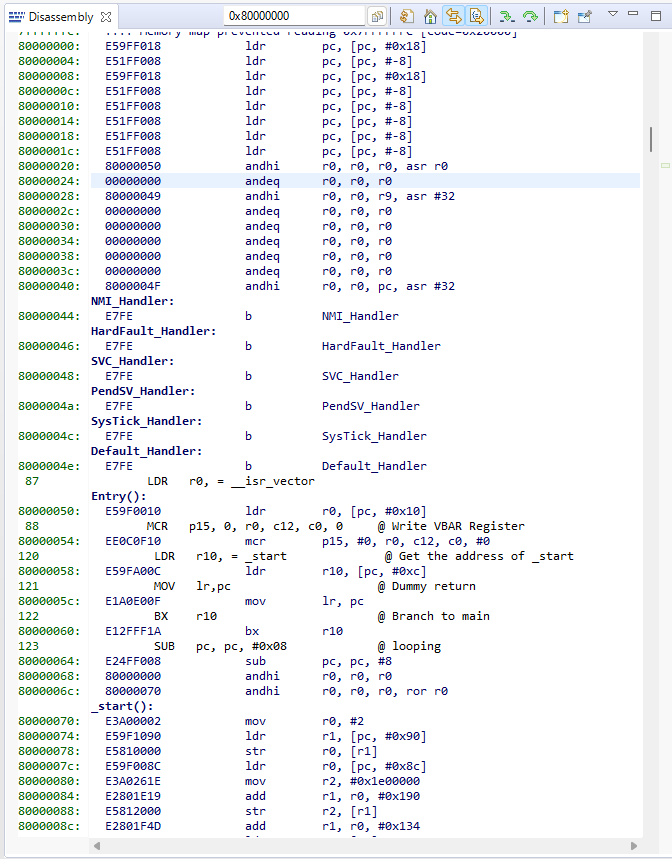 Disassembly
0x80000000
80000000: E59FF018 ldr pc, [pc, #0x18]
80000004: E51FF008 ldr pc, [pc, #-8]
80000008: E59FF018 ldr pc, [pc, #0x18]
8000000c: E51FF008 ldr pc, [pc, #-8]
80000010: E51FF008 ldr pc, [pc, #-8]
80000014: E51FF008 ldr pc, [pc, #-8]
80000018: E51FF008 ldr pc, [pc, #-8]
8000001c: E51FF008 ldr pc, [pc, #-8]
80000020: 80000050 andhi r0, r0, r0, asr r0
80000024: 00000000 andeq r0, r0, r0
80000028: 80000049 andhi r0, r0, r9, asr #32
8000002c: 00000000 andeq r0, r0, r0
80000030: 00000000 andeq r0, r0, r0
80000034: 00000000 andeq r0, r0, r0
80000038: 00000000 andeq r0, r0, r0
8000003c: 00000000 andeq r0, r0, r0
80000040: 8000004F andhi r0, r0, pc, asr #32
NMI_Handler:
80000044: E7FE b NMI_Handler
HardFault_Handler:
80000046: E7FE b HardFault_Handler
SVC_Handler:
80000048: E7FE b SVC_Handler
PendSV_Handler:
8000004a: E7FE b PendSV_Handler
SysTick_Handler:
8000004c: E7FE b SysTick_Handler
Default_Handler:
8000004e: E7FE b Default_Handler
87 LDR r0, = __isr_vector
Entry():
80000050: E59F0010 ldr r0, [pc, #0x10]
88 MCR p15, 0, r0, c12, c0, 0 @ Write VBAR Register
80000054: EE0C0F10 mcr p15, #0, r0, c12, c0, #0
120 LDR r10, = _start @ Get the address of _start
80000058: E59FA00C ldr r10, [pc, #0xc]
121 MOV lr,pc @ Dummy return
8000005c: E1A0E00F mov lr, pc
122 BX r10 @ Branch to main
80000060: E12FFF1A bx r10
123 SUB pc, pc, #0x08 @ looping
80000064: E24FF008 sub pc, pc, #8
80000068: 80000000 andhi r0, r0, r0
8000006c: 80000070 andhi r0, r0, r0, ror r0
_start():
80000070: E3A00002 mov r0, #2
80000074: E59F1090 ldr r1, [pc, #0x90]
80000078: E5810000 str r0, [r1]
8000007c: E59F008C ldr r0, [pc, #0x8c]
80000080: E3A0261E mov r2, #0x1e00000
80000084: E2801E19 add r1, r0, #0x190
80000088: E5812000 str r2, [r1]
8000008c: E2801F4D add r1, r0, #0x134